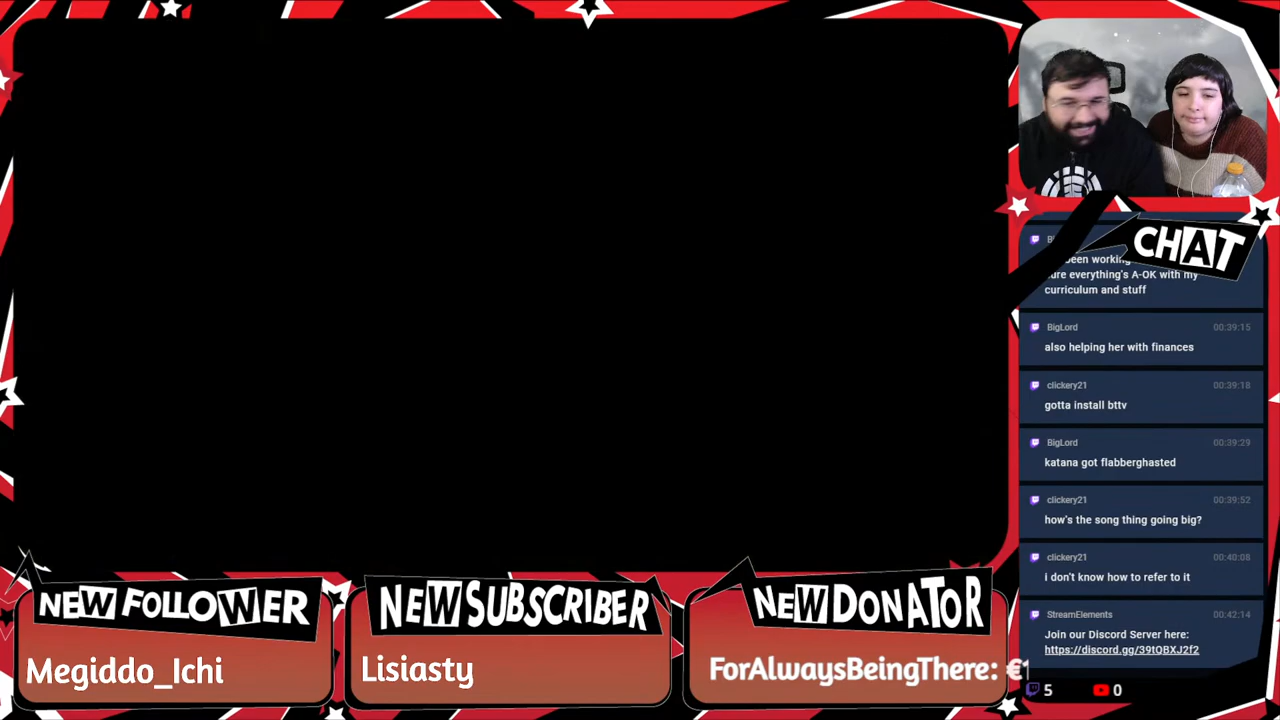 CHAT
been working
ure everything's A-OK with my
curriculum and stuff
BigLord 00:39:15
also helping her with finances
clickery21 00:39:18
gotta install bttv
BigLord 00:39:29
katana got flabberghasted
clickery21 00:39:52
how's the song thing going big?
clickery21 00:40:08
i don't know how to refer to it
StreamElements 00:42:14
Join our Discord Server here:
https://discord.gg/39tQBXJ2f2
5 0
NEW FOLLOWER
Megiddo_Ichi
NEW SUBSCRIBER
Lisiasty
NEW DONATOR
ForAlwaysBeingThere: €1